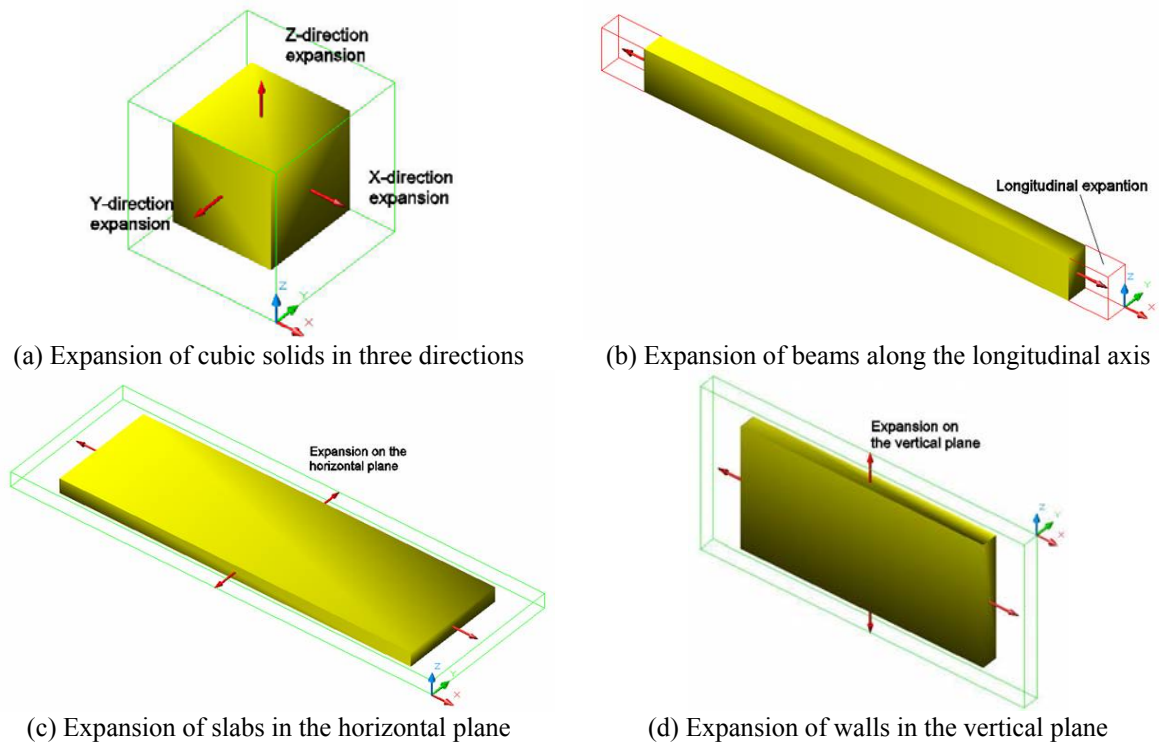 Z-direction
expansion
X-direction
expansion
Y-direction
expansion
Z
Y
X
(a) Expansion of cubic solids in three directions
Longitudinal expantion
Z
Y
X
(b) Expansion of beams along the longitudinal axis
Expansion on the
horizontal plane
Z
Y
X
(c) Expansion of slabs in the horizontal plane
Expansion on
the vertical plane
Z
Y
X
(d) Expansion of walls in the vertical plane